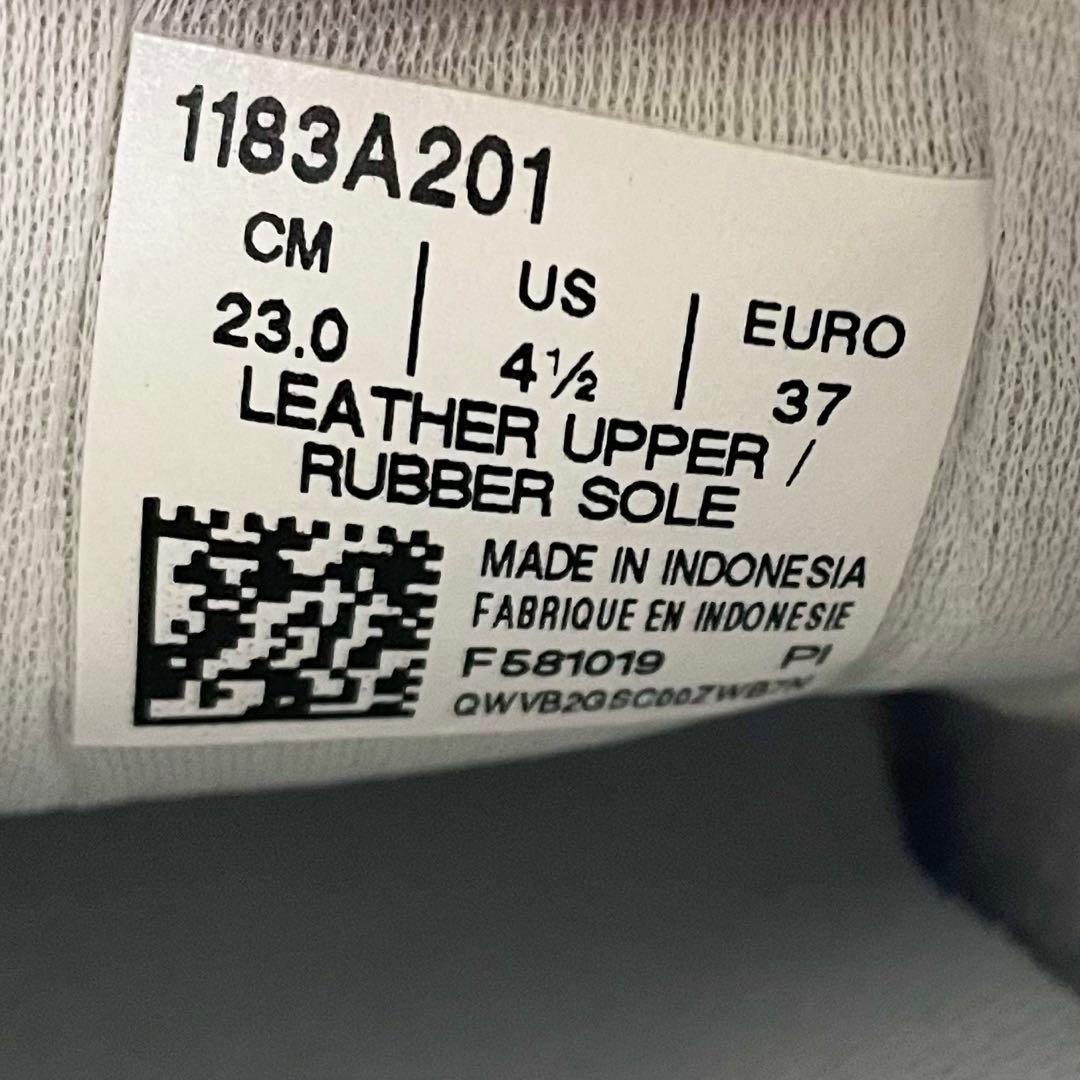 1183A201
CM | US | EURO
23.0 | 4½ | 37
LEATHER UPPER /
RUBBER SOLE
MADE IN INDONESIA
FABRIQUE EN INDONESIE
F581019 PI
QWVB2GSC00ZWB7N